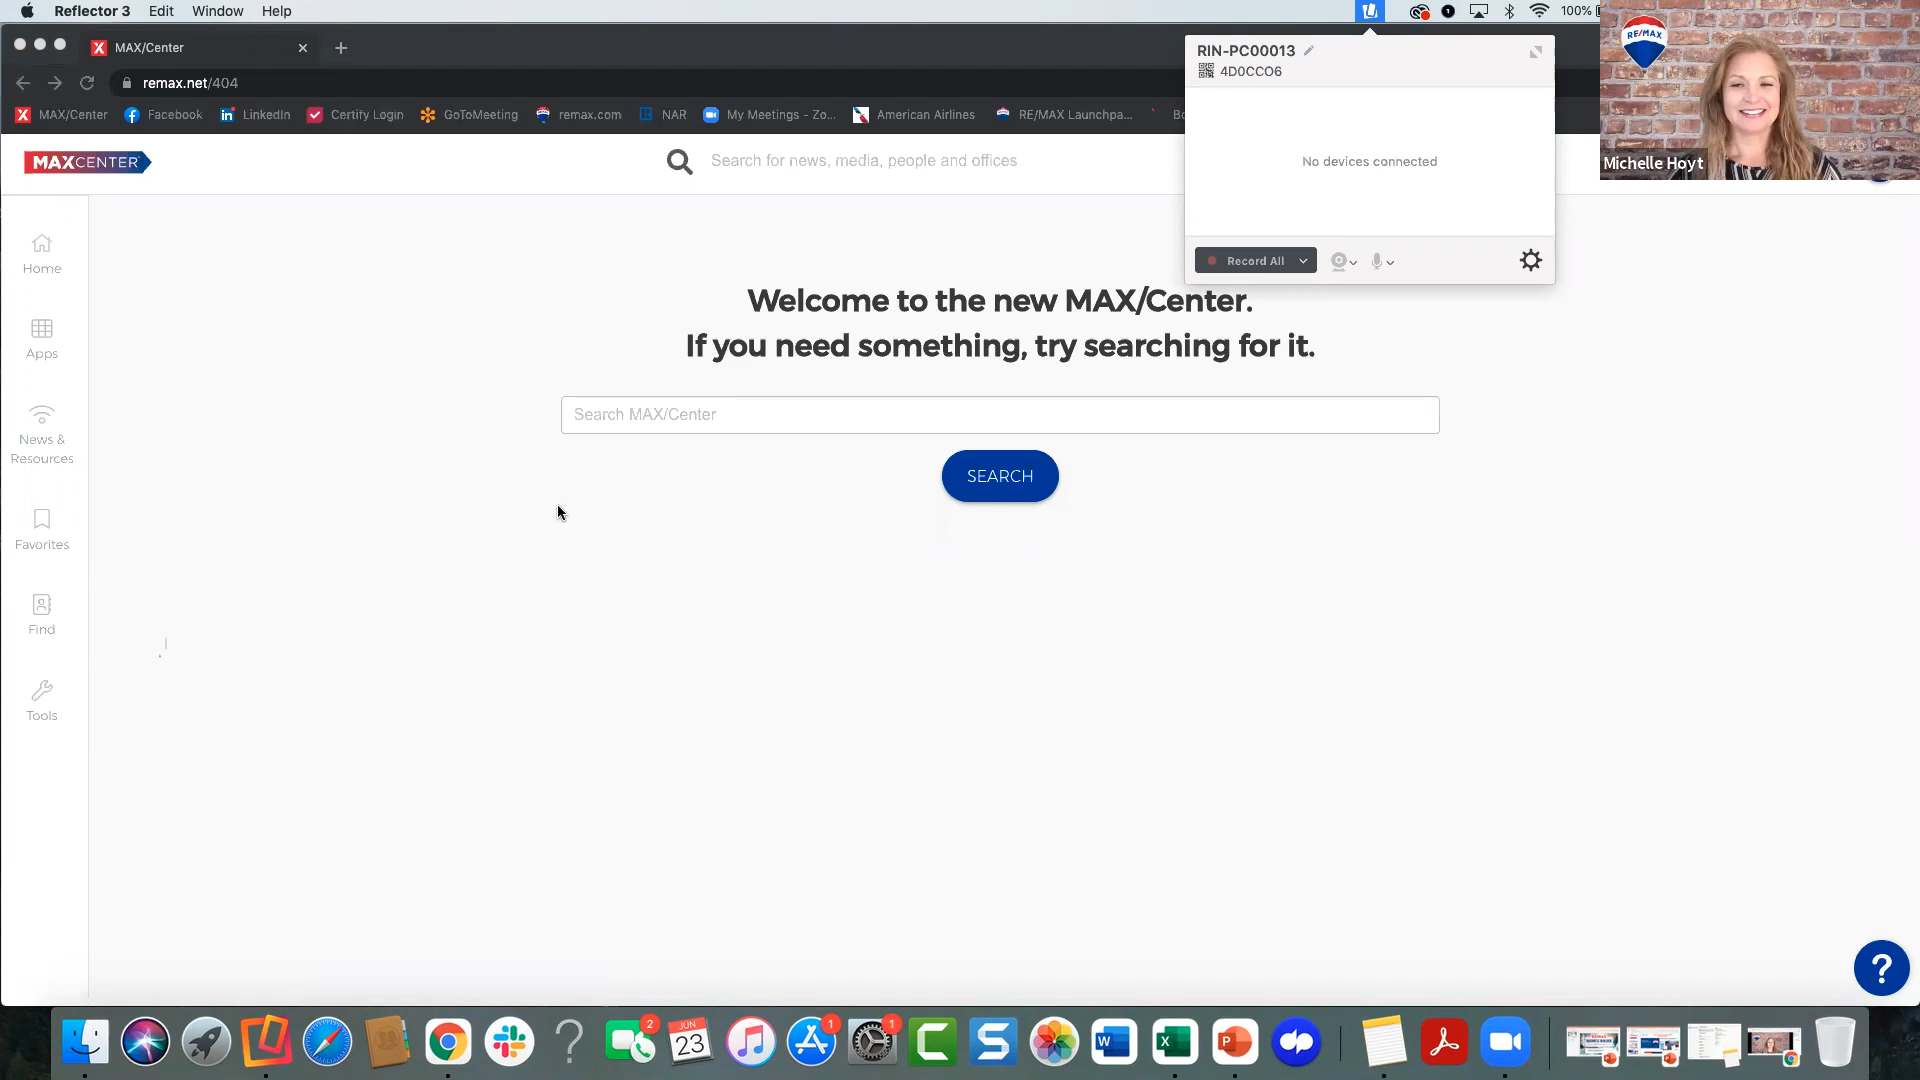 Reflector 3 Edit Window Help
1 100%
MAX/Center
remax.net/404
MAX/Center Facebook LinkedIn Certify Login GoToMeeting remax.com NAR My Meetings - Zo... American Airlines RE/MAX Launchpa...
RIN-PC00013
4D0CCO6
No devices connected
Record All
RE/MAX
Michelle Hoyt
MAXCENTER
Search for news, media, people and offices
Home
Apps
News &
Resources
Favorites
Find
Tools
Welcome to the new MAX/Center.
If you need something, try searching for it.
Search MAX/Center
SEARCH
?
2
JUN
23
1
1